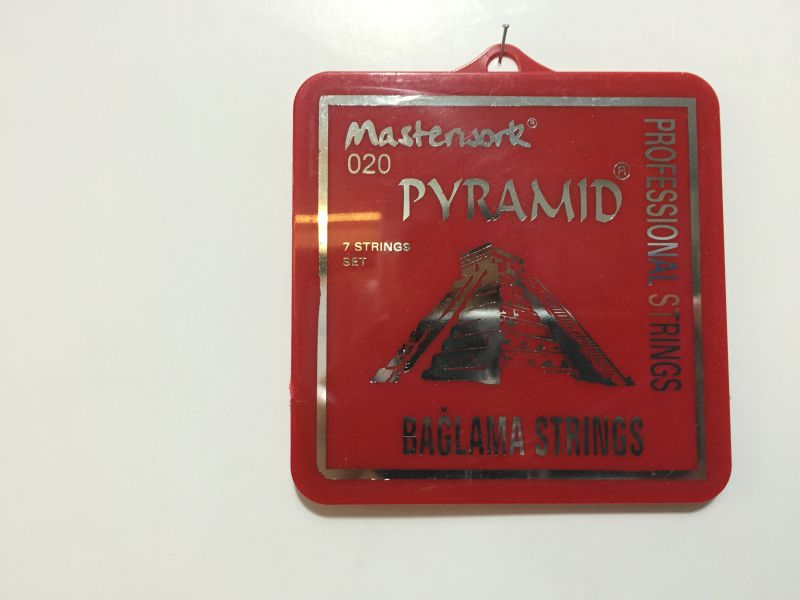 Masterwork®
020
PYRAMID®
7 STRINGS
SET
PROFESSIONAL STRINGS
BAĞLAMA STRINGS